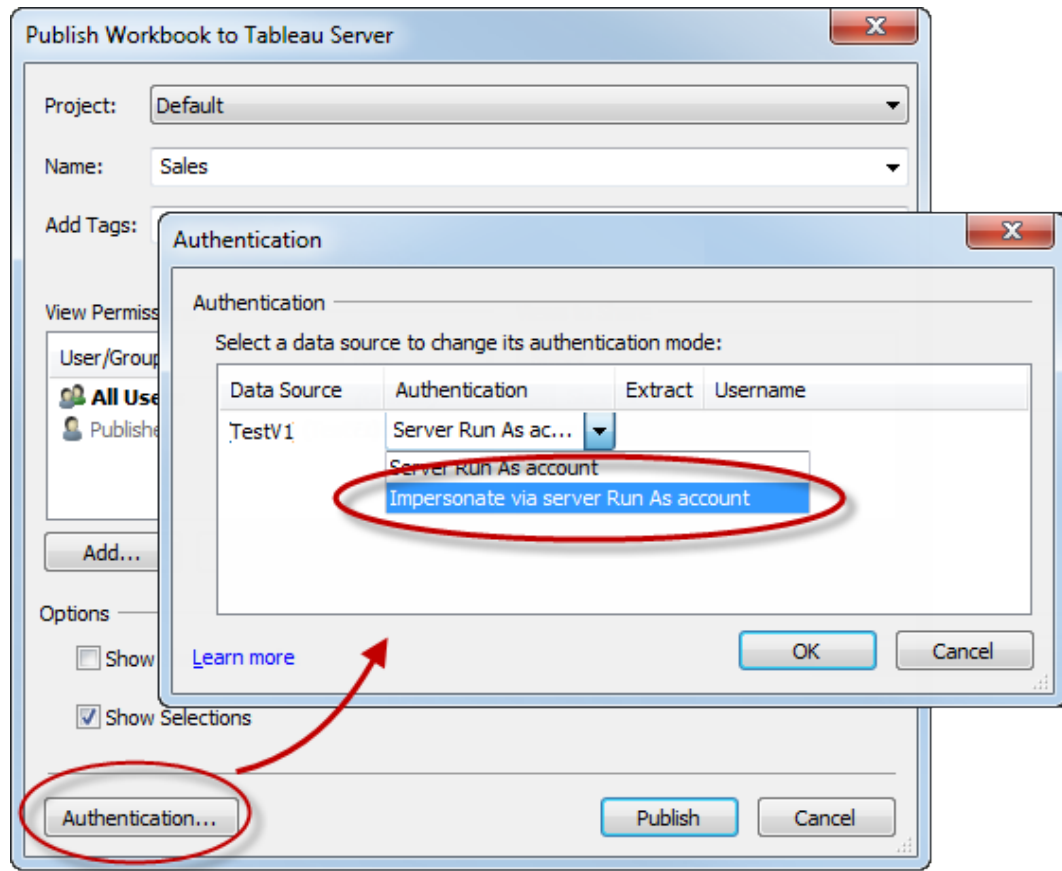 Publish Workbook to Tableau Server
x
Project: Default
Name: Sales
Add Tags:
View Permiss
User/Group
All Use
Publishe
Add...
Options
Show
Show Selections
Authentication...
Publish Cancel
Authentication
x
Authentication
Select a data source to change its authentication mode:
Data Source Authentication Extract Username
TestV1 Server Run As ac...
Server Run As account
Impersonate via server Run As account
Learn more
OK Cancel